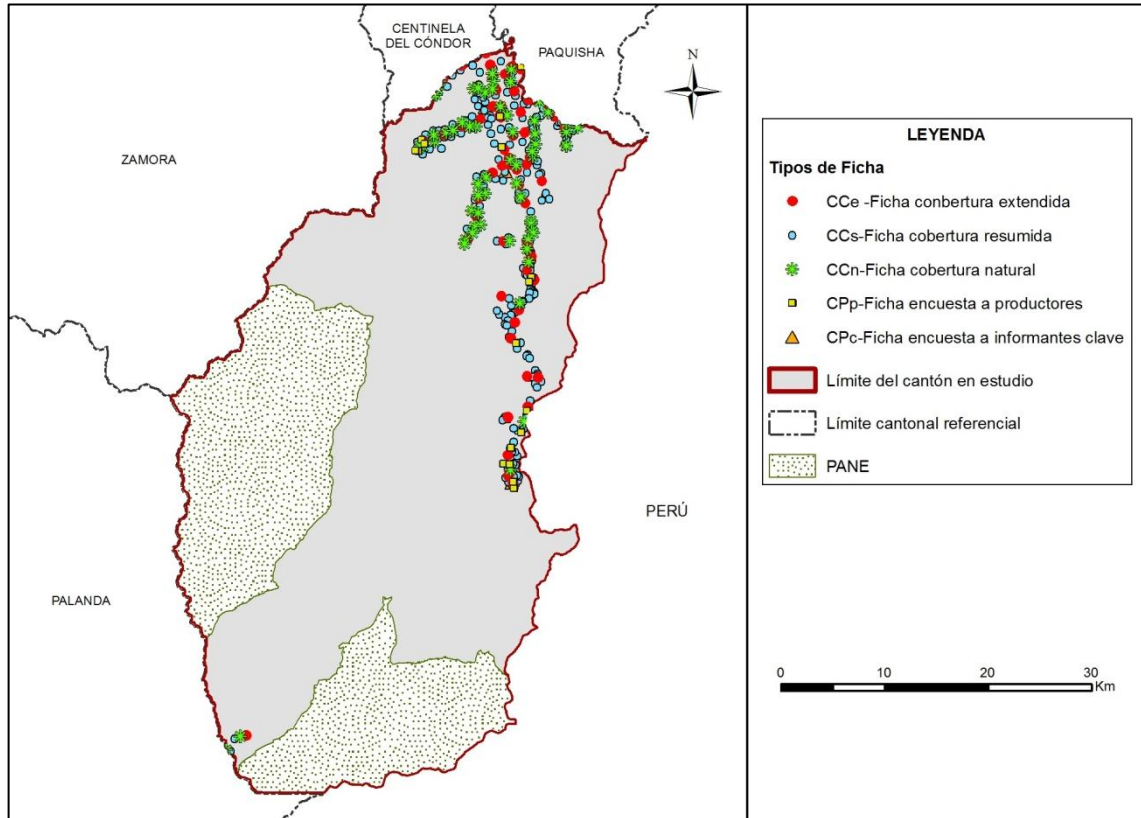 CENTINELA
DEL CÓNDOR
PAQUISHA
N
ZAMORA
PERÚ
PALANDA
LEYENDA
Tipos de Ficha
CCe -Ficha conbertura extendida
CCs-Ficha cobertura resumida
CCn-Ficha cobertura natural
CPp-Ficha encuesta a productores
CPc-Ficha encuesta a informantes clave
Límite del cantón en estudio
Límite cantonal referencial
PANE
0 10 20 30
Km